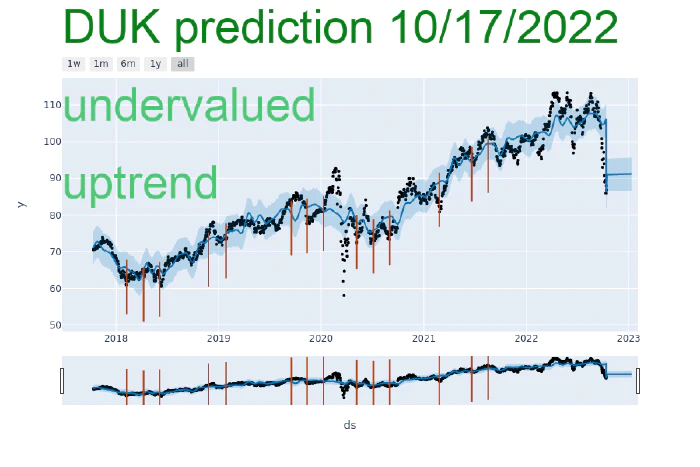 DUK prediction 10/17/2022
1w 1m 6m 1y all
undervalued
uptrend
110
100
90
80
70
60
50
y
2018 2019 2020 2021 2022 2023
ds